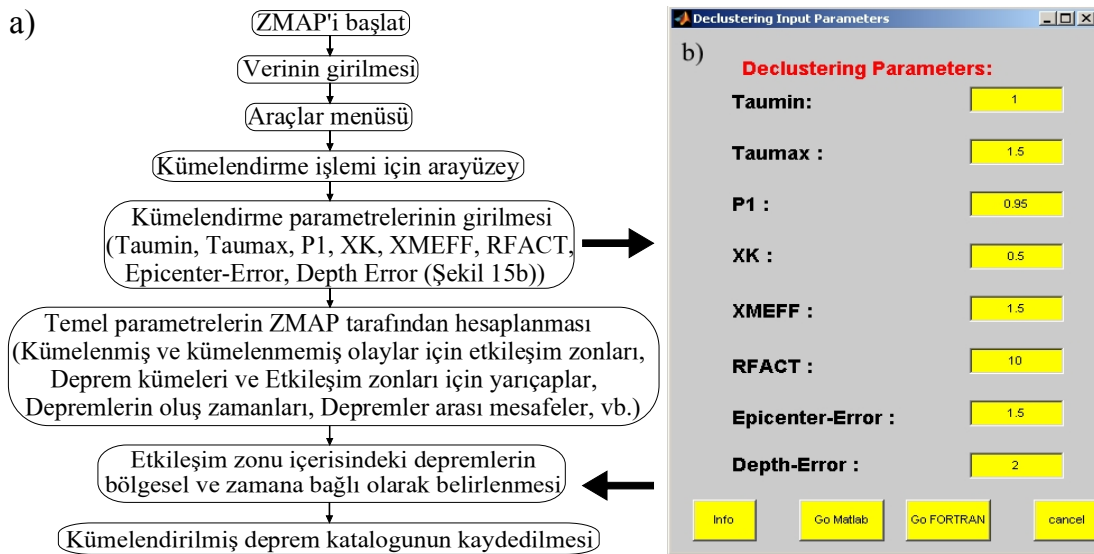 a)
ZMAP'i başlat
Verinin girilmesi
Araçlar menüsü
Kümelendirme işlemi için arayüzey
Kümelendirme parametrelerinin girilmesi
(Taumin, Taumax, P1, XK, XMEFF, RFACT,
Epicenter-Error, Depth Error (Şekil 15b))
Temel parametrelerin ZMAP tarafından hesaplanması
(Kümelenmiş ve kümelenmemiş olaylar için etkileşim zonları,
Deprem kümeleri ve Etkileşim zonları için yarıçaplar,
Depremlerin oluş zamanları, Depremler arası mesafeler, vb.)
Etkileşim zonu içerisindeki depremlerin
bölgesel ve zamana bağlı olarak belirlenmesi
Kümelendirilmiş deprem katalogunun kaydedilmesi
Declustering Input Parameters
b)
Declustering Parameters:
Taumin: 1
Taumax : 1.5
P1 : 0.95
XK : 0.5
XMEFF : 1.5
RFACT : 10
Epicenter-Error : 1.5
Depth-Error : 2
Info Go Matlab Go FORTRAN cancel